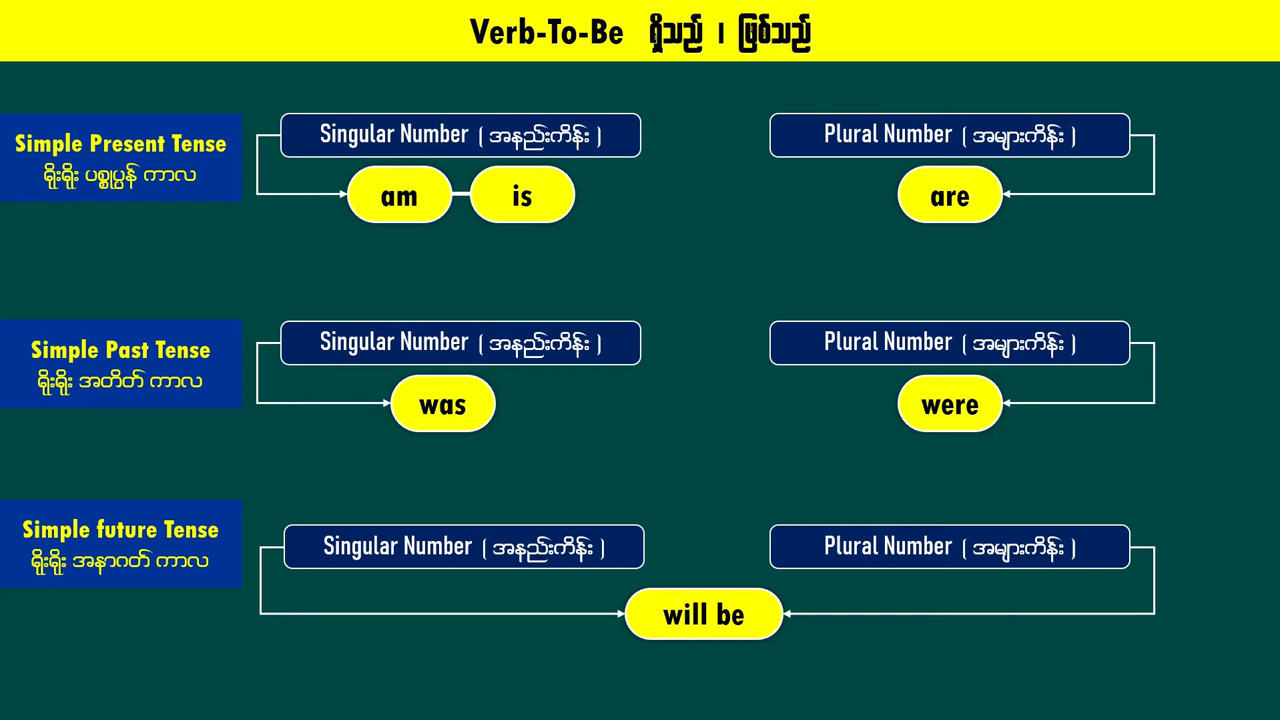 Verb-To-Be ရှိသည် ၊ ဖြစ်သည်
Simple Present Tense
ရိုးရိုး ပစ္စုပ္ပန် ကာလ
Singular Number ( အနည်းကိန်း )
Plural Number ( အများကိန်း )
am
is
are
Simple Past Tense
ရိုးရိုး အတိတ် ကာလ
Singular Number ( အနည်းကိန်း )
Plural Number ( အများကိန်း )
was
were
Simple future Tense
ရိုးရိုး အနာဂတ် ကာလ
Singular Number ( အနည်းကိန်း )
Plural Number ( အများကိန်း )
will be